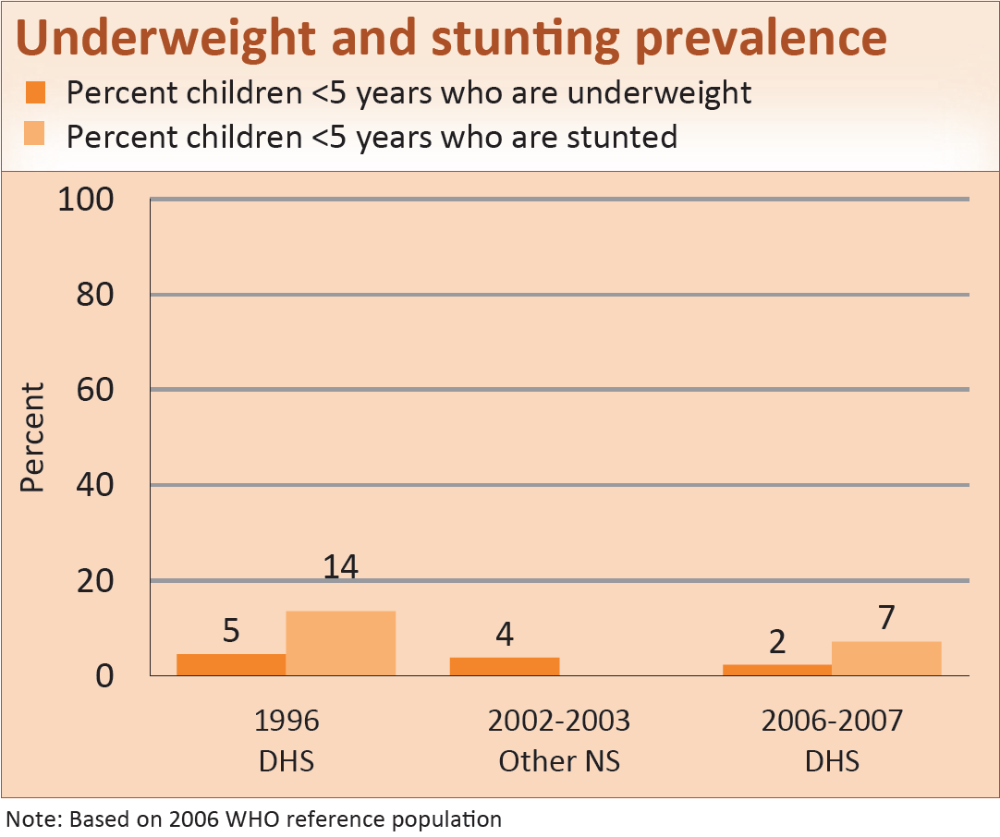 Underweight and stunting prevalence
Percent children <5 years who are underweight
Percent children <5 years who are stunted
100
80
60
40
20
0
Percent
5
14
4
2
7
1996
DHS
2002-2003
Other NS
2006-2007
DHS
Note: Based on 2006 WHO reference population